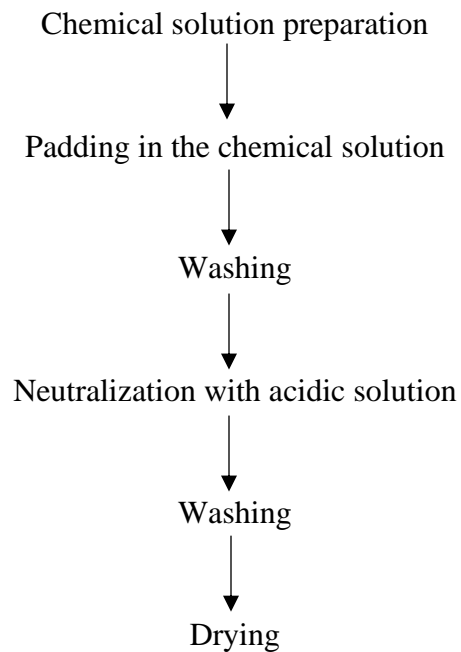 Chemical solution preparation
Padding in the chemical solution
Washing
Neutralization with acidic solution
Washing
Drying